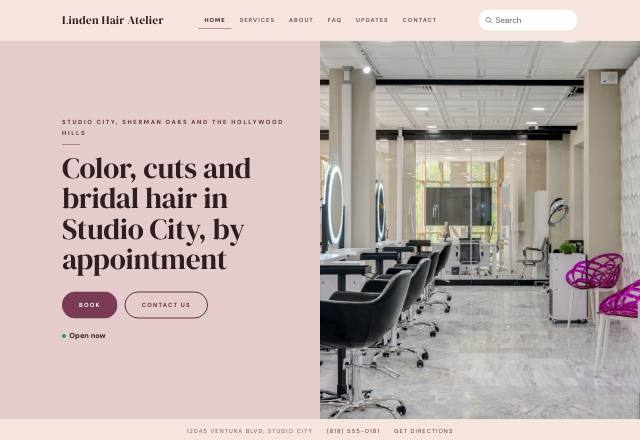 Linden Hair Atelier
HOME SERVICES ABOUT FAQ UPDATES CONTACT
Search
STUDIO CITY, SHERMAN OAKS AND THE HOLLYWOOD
HILLS
Color, cuts and
bridal hair in
Studio City, by
appointment
BOOK CONTACT US
Open now
12045 VENTURA BLVD, STUDIO CITY (818) 555-0181 GET DIRECTIONS